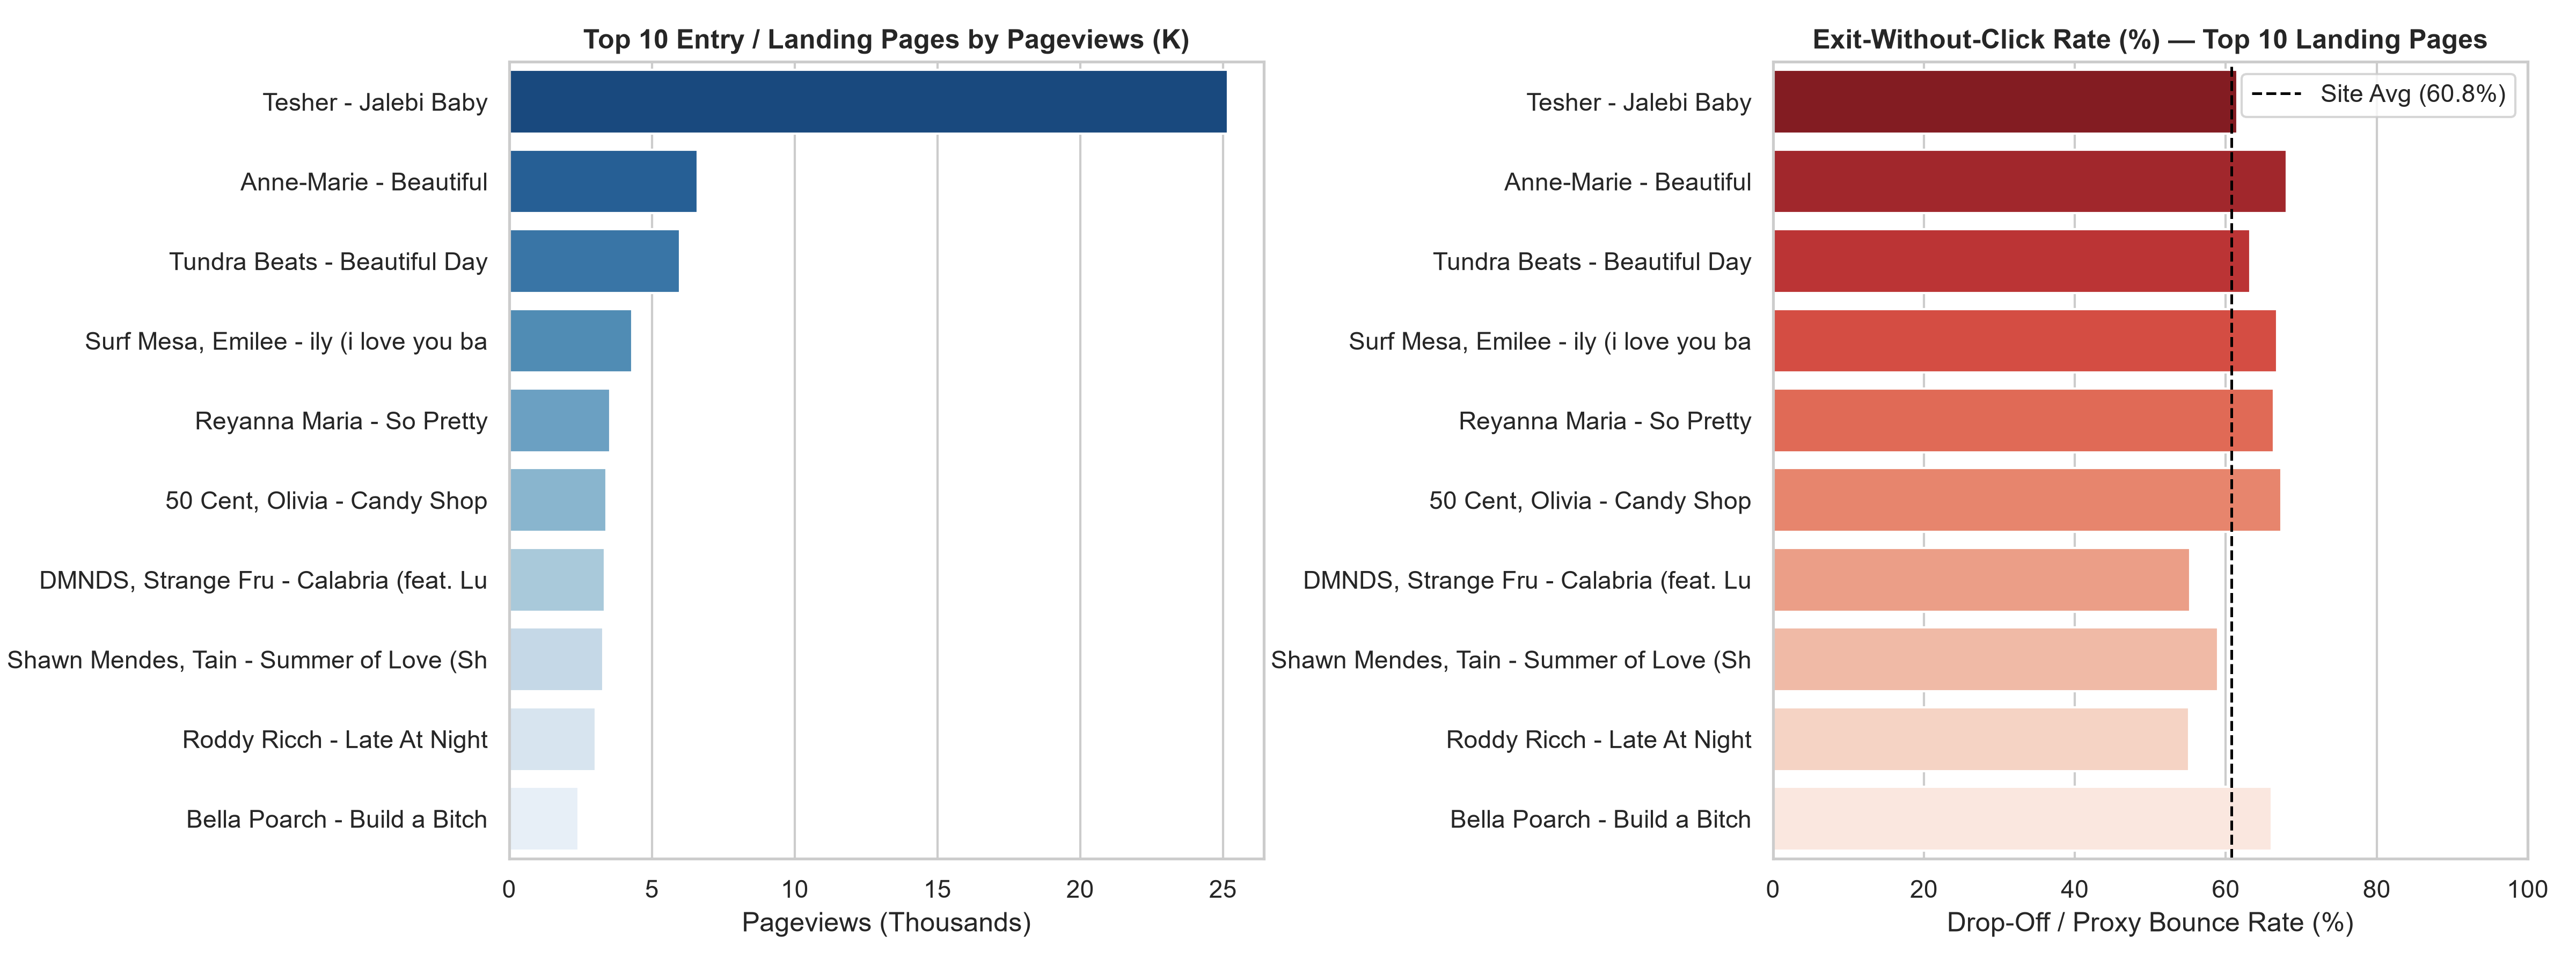 Top 10 Entry / Landing Pages by Pageviews (K)
Tesher - Jalebi Baby
Anne-Marie - Beautiful
Tundra Beats - Beautiful Day
Surf Mesa, Emilee - ily (i love you ba
Reyanna Maria - So Pretty
50 Cent, Olivia - Candy Shop
DMNDS, Strange Fru - Calabria (feat. Lu
Shawn Mendes, Tain - Summer of Love (Sh
Roddy Ricch - Late At Night
Bella Poarch - Build a Bitch
0 5 10 15 20 25
Pageviews (Thousands)
Exit-Without-Click Rate (%) — Top 10 Landing Pages
Site Avg (60.8%)
Tesher - Jalebi Baby
Anne-Marie - Beautiful
Tundra Beats - Beautiful Day
Surf Mesa, Emilee - ily (i love you ba
Reyanna Maria - So Pretty
50 Cent, Olivia - Candy Shop
DMNDS, Strange Fru - Calabria (feat. Lu
Shawn Mendes, Tain - Summer of Love (Sh
Roddy Ricch - Late At Night
Bella Poarch - Build a Bitch
0 20 40 60 80 100
Drop-Off / Proxy Bounce Rate (%)